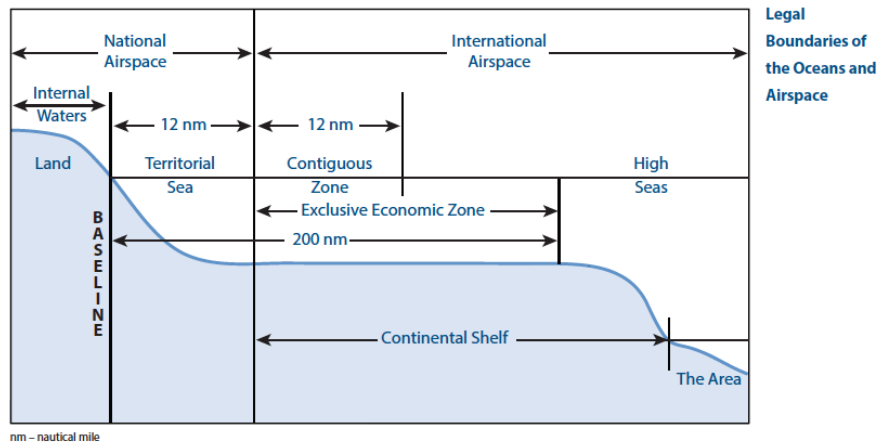 Legal
Boundaries of
the Oceans and
Airspace
National
Airspace
International
Airspace
Internal
Waters
12 nm
12 nm
Land
Territorial
Sea
Contiguous
Zone
High
Seas
Exclusive Economic Zone
200 nm
BASELINE
Continental Shelf
The Area
nm – nautical mile